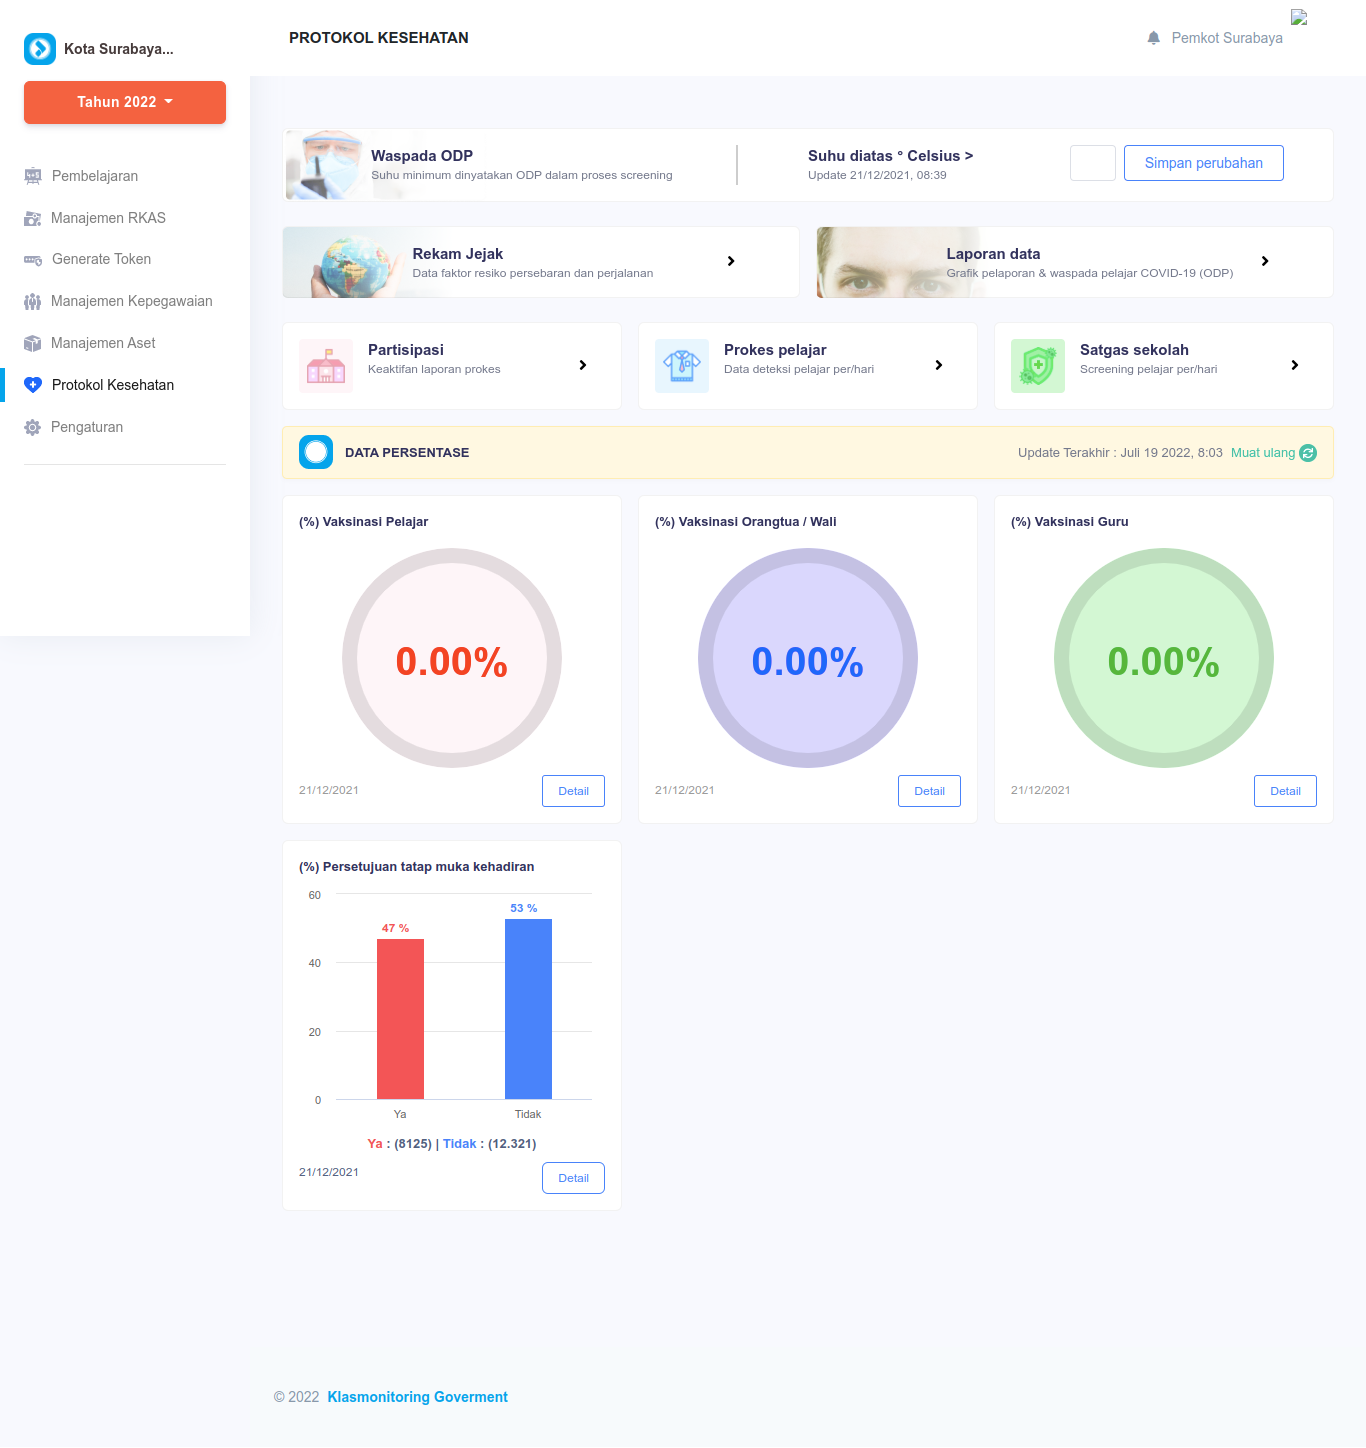 Kota Surabaya...
Tahun 2022
Pembelajaran
Manajemen RKAS
Generate Token
Manajemen Kepegawaian
Manajemen Aset
Protokol Kesehatan
Pengaturan
PROTOKOL KESEHATAN
Pemkot Surabaya
Waspada ODP
Suhu minimum dinyatakan ODP dalam proses screening
Suhu diatas ° Celsius >
Update 21/12/2021, 08:39
Simpan perubahan
Rekam Jejak
Data faktor resiko persebaran dan perjalanan
Laporan data
Grafik pelaporan & waspada pelajar COVID-19 (ODP)
Partisipasi
Keaktifan laporan prokes
Prokes pelajar
Data deteksi pelajar per/hari
Satgas sekolah
Screening pelajar per/hari
DATA PERSENTASE
Update Terakhir : Juli 19 2022, 8:03 Muat ulang
(%) Vaksinasi Pelajar
0.00%
21/12/2021
Detail
(%) Vaksinasi Orangtua / Wali
0.00%
21/12/2021
Detail
(%) Vaksinasi Guru
0.00%
21/12/2021
Detail
(%) Persetujuan tatap muka kehadiran
60
40
20
0
47 %
53 %
Ya
Tidak
Ya : (8125) | Tidak : (12.321)
21/12/2021
Detail
© 2022 Klasmonitoring Goverment